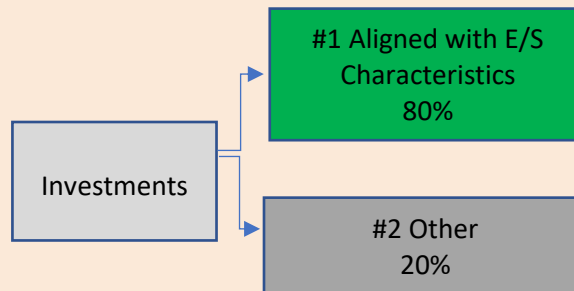 #1 Aligned with E/S
Characteristics
80%
Investments
#2 Other
20%